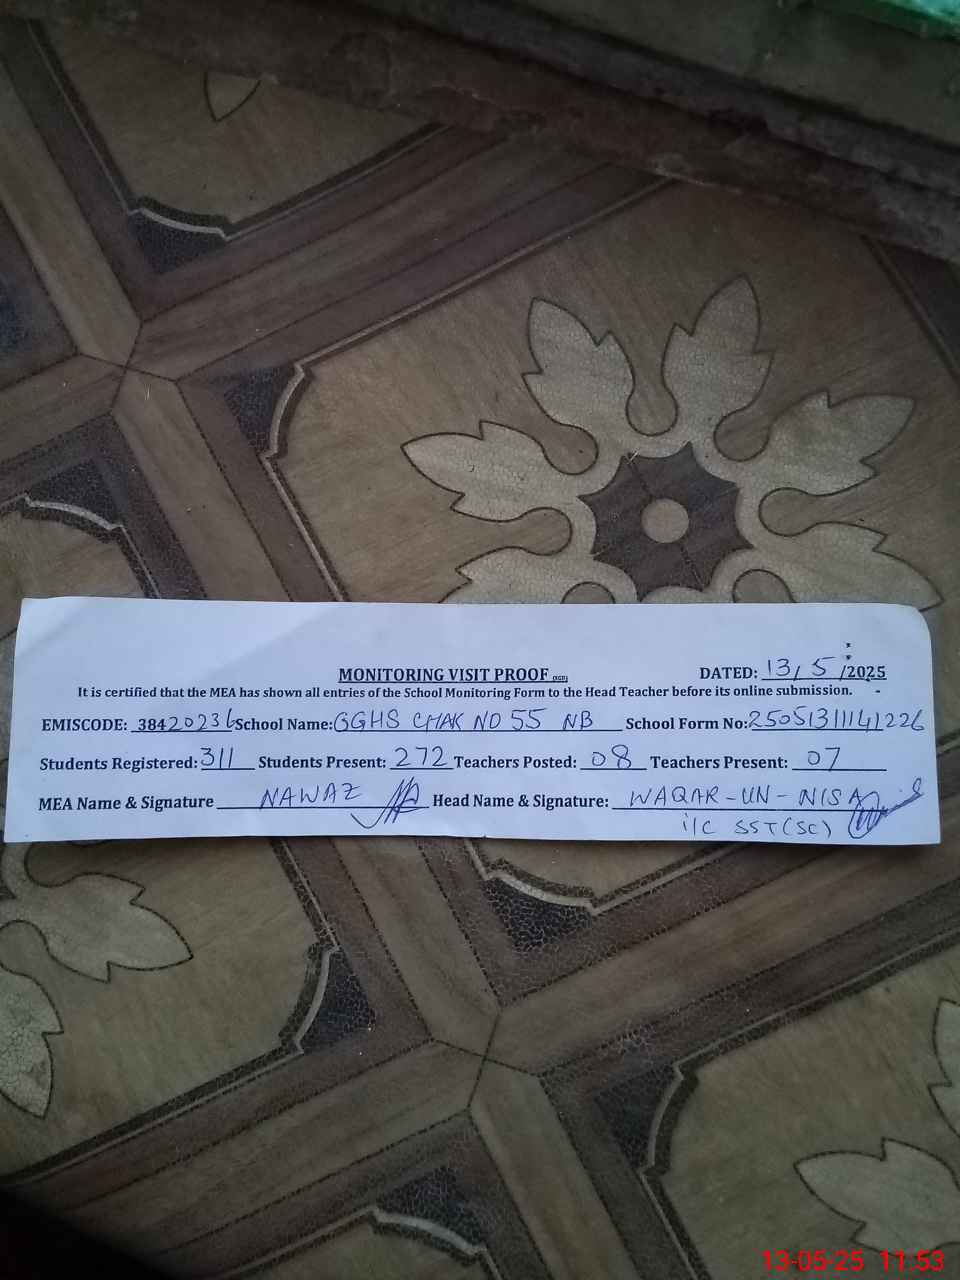 MONITORING VISIT PROOF (SGD) DATED: 13/5/2025
It is certified that the MEA has shown all entries of the School Monitoring Form to the Head Teacher before its online submission.
EMISCODE: 38420236 School Name: GGHS CHAK NO 55 NB School Form No: 25051311141226
Students Registered: 311 Students Present: 272 Teachers Posted: 08 Teachers Present: 07
MEA Name & Signature NAWAZ Head Name & Signature: WAQAR-UN-NISA
i/c SST(SC)
13-05-25 11:53